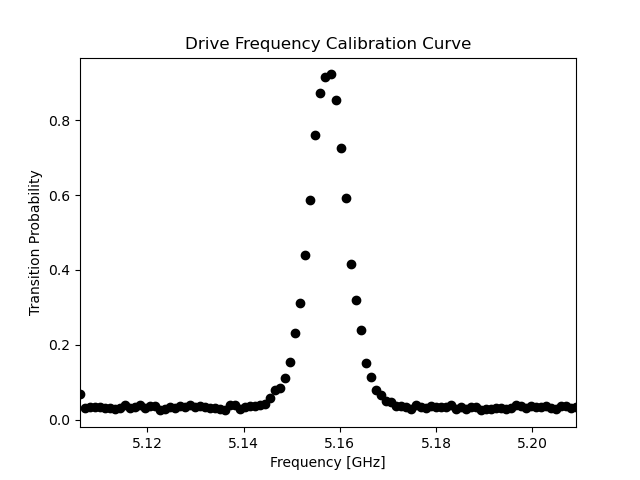 Drive Frequency Calibration Curve
Transition Probability
0.8
0.6
0.4
0.2
0.0
5.12 5.14 5.16 5.18 5.20
Frequency [GHz]